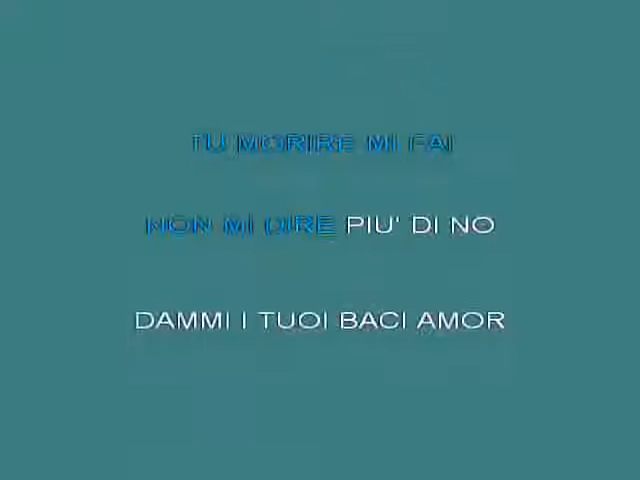 TU MORIRE MI FAI
NON MI DIRE PIU' DI NO
DAMMI I TUOI BACI AMOR